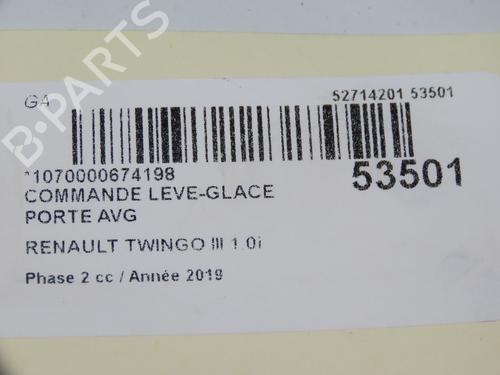 GA
52714201 53501
*1070000674198
53501
COMMANDE LEVE-GLACE
PORTE AVG
RENAULT TWINGO III 1.0i
Phase 2 cc / Année 2019
B-PARTS